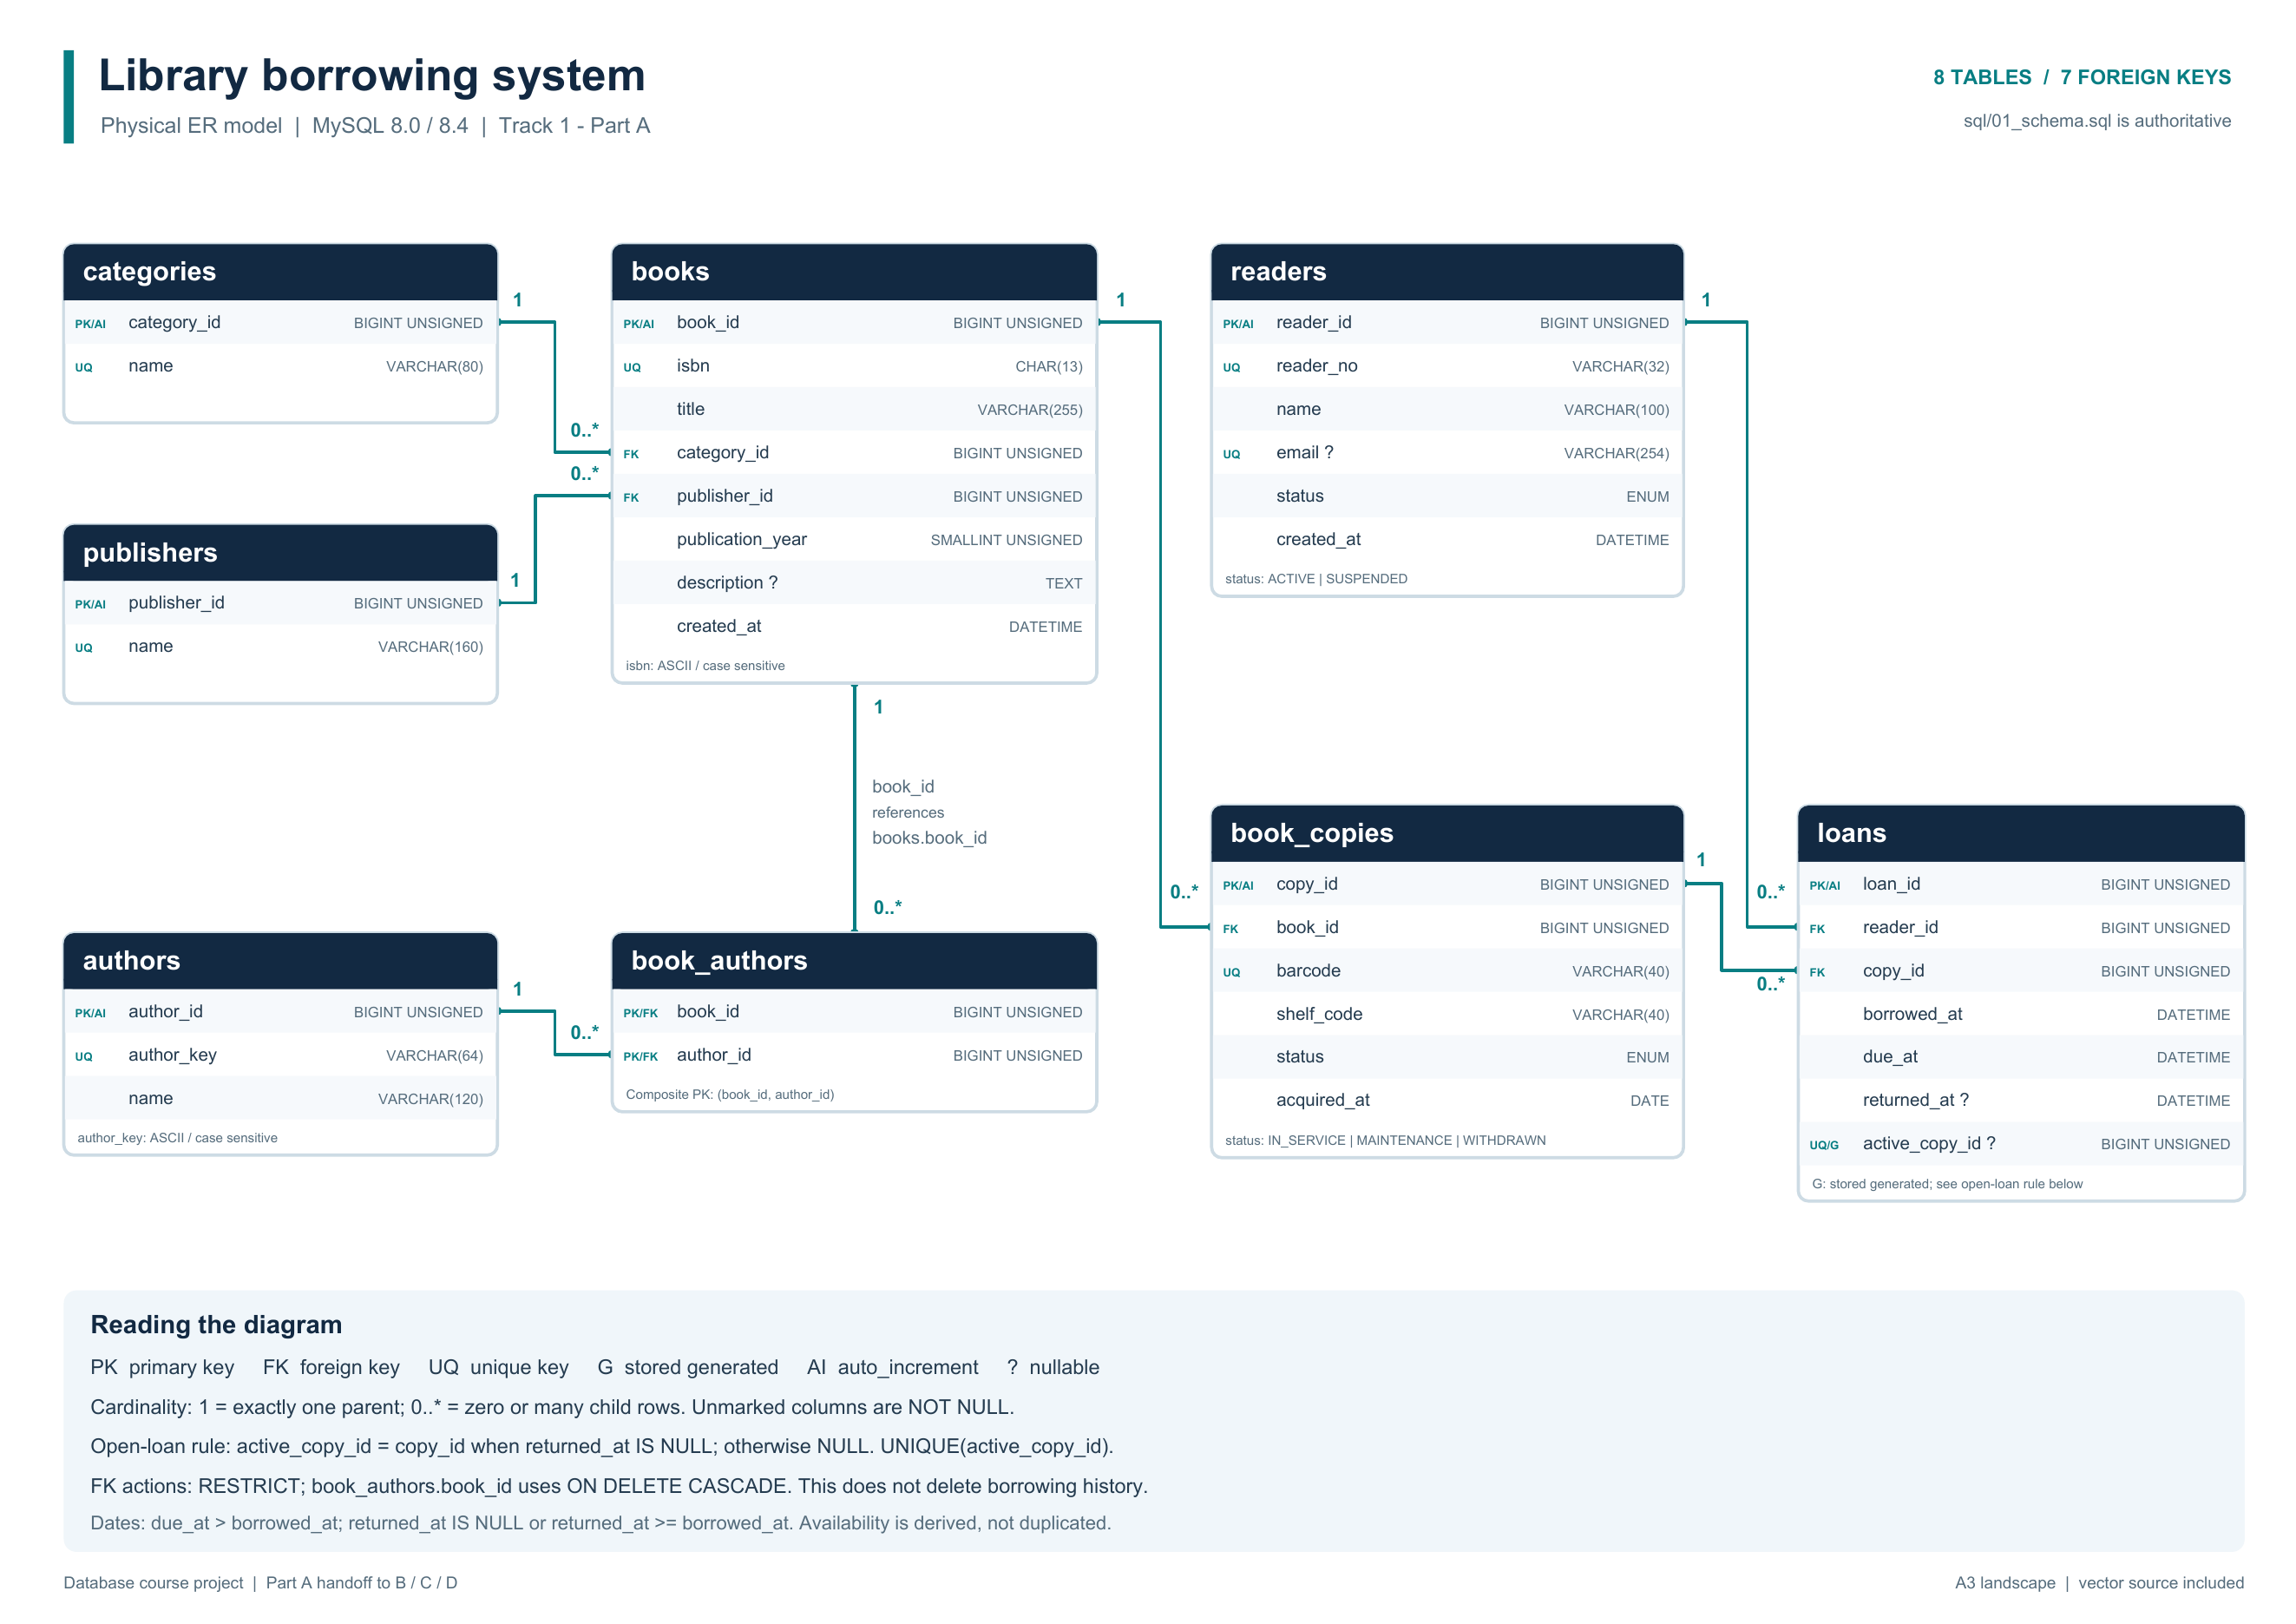 Library borrowing system
Physical ER model | MySQL 8.0 / 8.4 | Track 1 - Part A
8 TABLES / 7 FOREIGN KEYS
sql/01_schema.sql is authoritative
categories
PK/AI category_id BIGINT UNSIGNED
UQ name VARCHAR(80)
1
0..*
publishers
PK/AI publisher_id BIGINT UNSIGNED
UQ name VARCHAR(160)
1
0..*
books
PK/AI book_id BIGINT UNSIGNED
UQ isbn CHAR(13)
title VARCHAR(255)
FK category_id BIGINT UNSIGNED
FK publisher_id BIGINT UNSIGNED
publication_year SMALLINT UNSIGNED
description ? TEXT
created_at DATETIME
isbn: ASCII / case sensitive
1
0..*
readers
PK/AI reader_id BIGINT UNSIGNED
UQ reader_no VARCHAR(32)
name VARCHAR(100)
UQ email ? VARCHAR(254)
status ENUM
created_at DATETIME
status: ACTIVE | SUSPENDED
1
0..*
1
book_id
references
books.book_id
0..*
authors
PK/AI author_id BIGINT UNSIGNED
UQ author_key VARCHAR(64)
name VARCHAR(120)
author_key: ASCII / case sensitive
1
0..*
book_authors
PK/FK book_id BIGINT UNSIGNED
PK/FK author_id BIGINT UNSIGNED
Composite PK: (book_id, author_id)
book_copies
PK/AI copy_id BIGINT UNSIGNED
FK book_id BIGINT UNSIGNED
UQ barcode VARCHAR(40)
shelf_code VARCHAR(40)
status ENUM
acquired_at DATE
status: IN_SERVICE | MAINTENANCE | WITHDRAWN
1
0..*
loans
PK/AI loan_id BIGINT UNSIGNED
FK reader_id BIGINT UNSIGNED
FK copy_id BIGINT UNSIGNED
borrowed_at DATETIME
due_at DATETIME
returned_at ? DATETIME
UQ/G active_copy_id ? BIGINT UNSIGNED
G: stored generated; see open-loan rule below
Reading the diagram
PK primary key FK foreign key UQ unique key G stored generated AI auto_increment ? nullable
Cardinality: 1 = exactly one parent; 0..* = zero or many child rows. Unmarked columns are NOT NULL.
Open-loan rule: active_copy_id = copy_id when returned_at IS NULL; otherwise NULL. UNIQUE(active_copy_id).
FK actions: RESTRICT; book_authors.book_id uses ON DELETE CASCADE. This does not delete borrowing history.
Dates: due_at > borrowed_at; returned_at IS NULL or returned_at >= borrowed_at. Availability is derived, not duplicated.
Database course project | Part A handoff to B / C / D
A3 landscape | vector source included